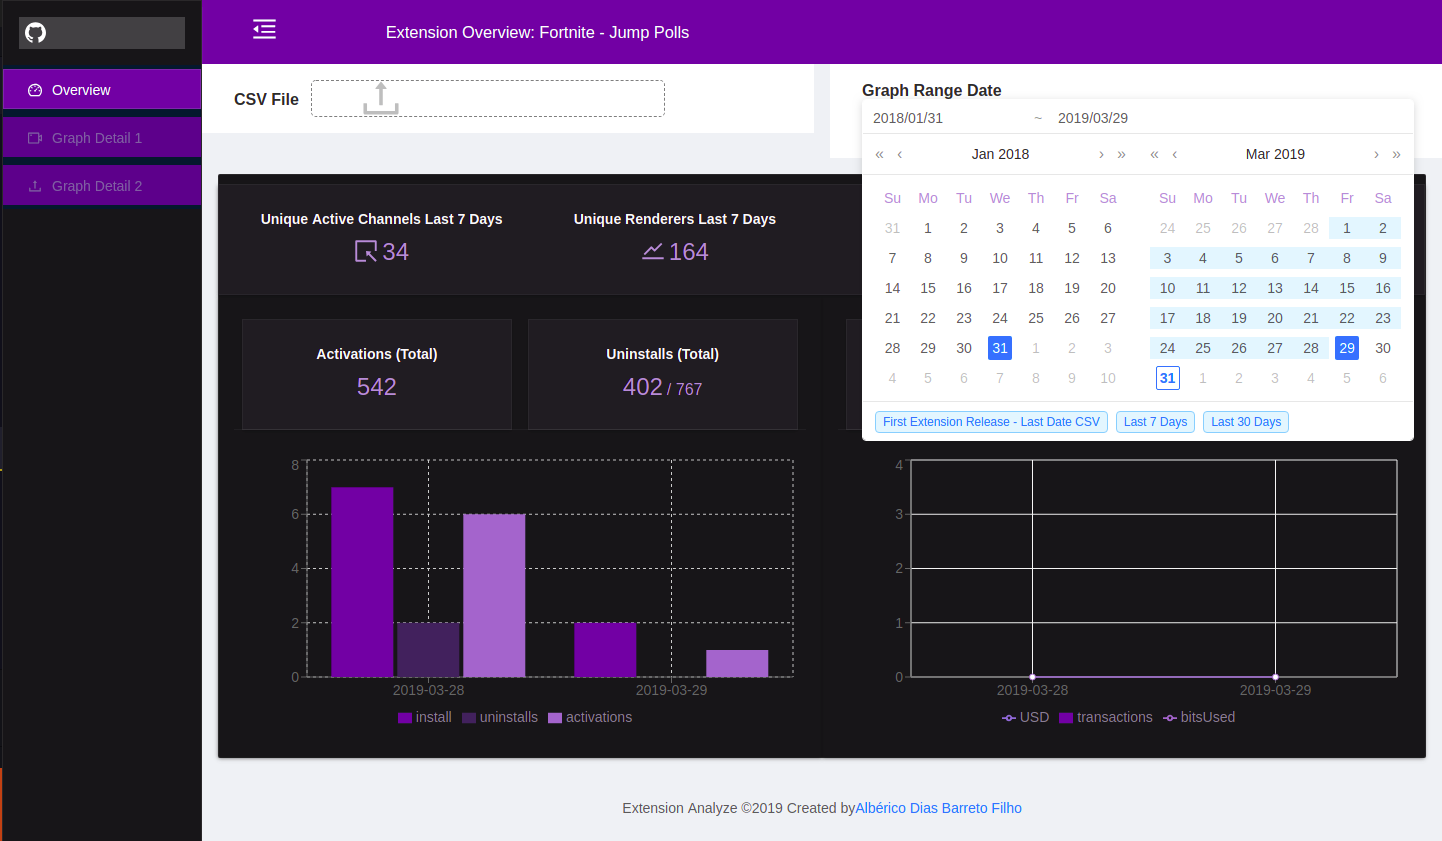 Extension Overview: Fortnite - Jump Polls
Overview
Graph Detail 1
Graph Detail 2
CSV File
Graph Range Date
2018/01/31 ~ 2019/03/29
« ‹ Jan 2018 › »
Su Mo Tu We Th Fr Sa
31 1 2 3 4 5 6
7 8 9 10 11 12 13
14 15 16 17 18 19 20
21 22 23 24 25 26 27
28 29 30 31 1 2 3
4 5 6 7 8 9 10
« ‹ Mar 2019 › »
Su Mo Tu We Th Fr Sa
24 25 26 27 28 1 2
3 4 5 6 7 8 9
10 11 12 13 14 15 16
17 18 19 20 21 22 23
24 25 26 27 28 29 30
31 1 2 3 4 5 6
First Extension Release - Last Date CSV Last 7 Days Last 30 Days
Unique Active Channels Last 7 Days
34
Unique Renderers Last 7 Days
164
Activations (Total)
542
Uninstalls (Total)
402 / 767
8
6
4
2
0
2019-03-28 2019-03-29
install uninstalls activations
4
3
2
1
0
2019-03-28 2019-03-29
USD transactions bitsUsed
Extension Analyze ©2019 Created byAlbérico Dias Barreto Filho